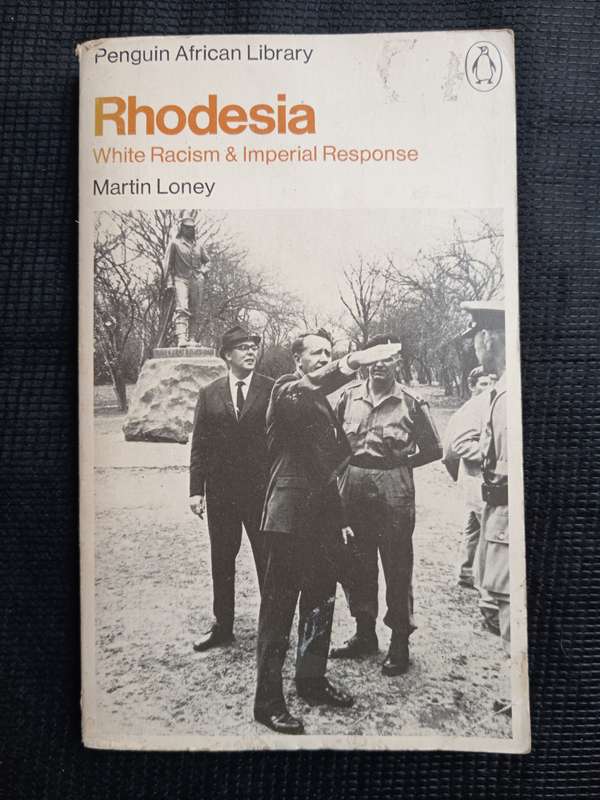 Penguin African Library
Rhodesia
White Racism & Imperial Response
Martin Loney